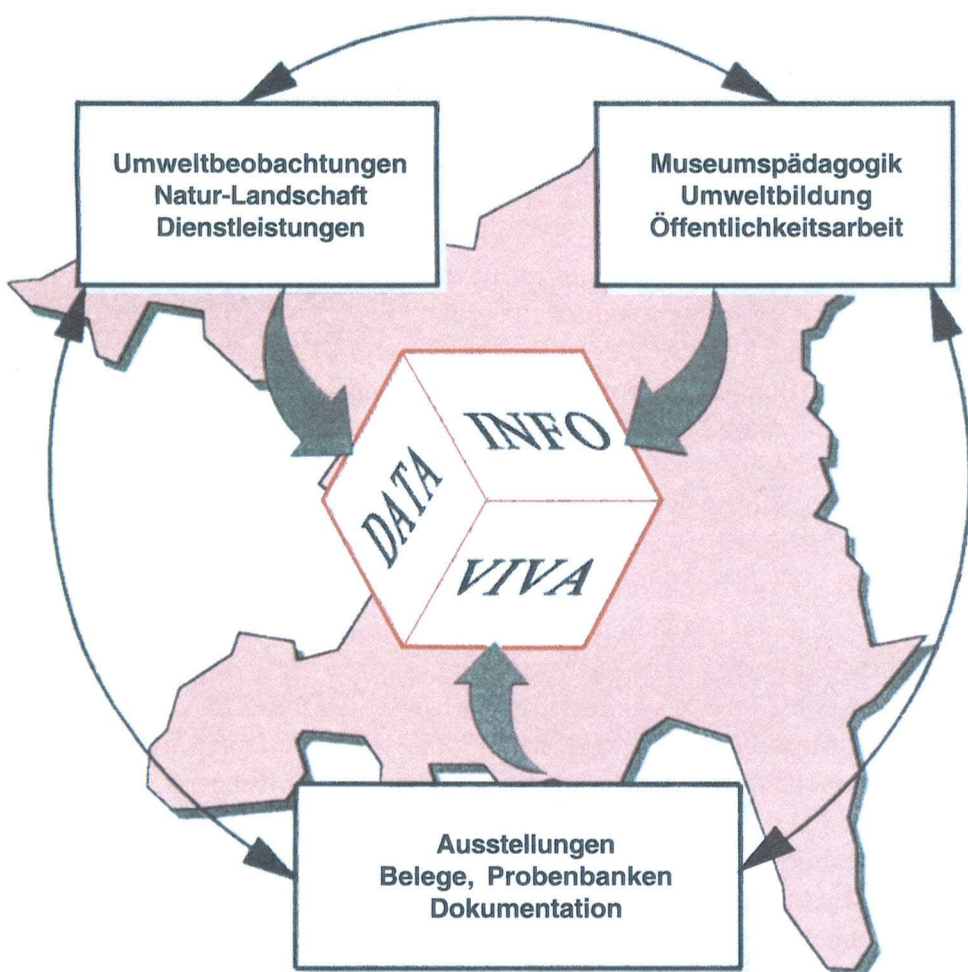 Umweltbeobachtungen
Natur-Landschaft
Dienstleistungen
Museumspädagogik
Umweltbildung
Öffentlichkeitsarbeit
INFO
DATA
VIVA
Ausstellungen
Belege, Probenbanken
Dokumentation